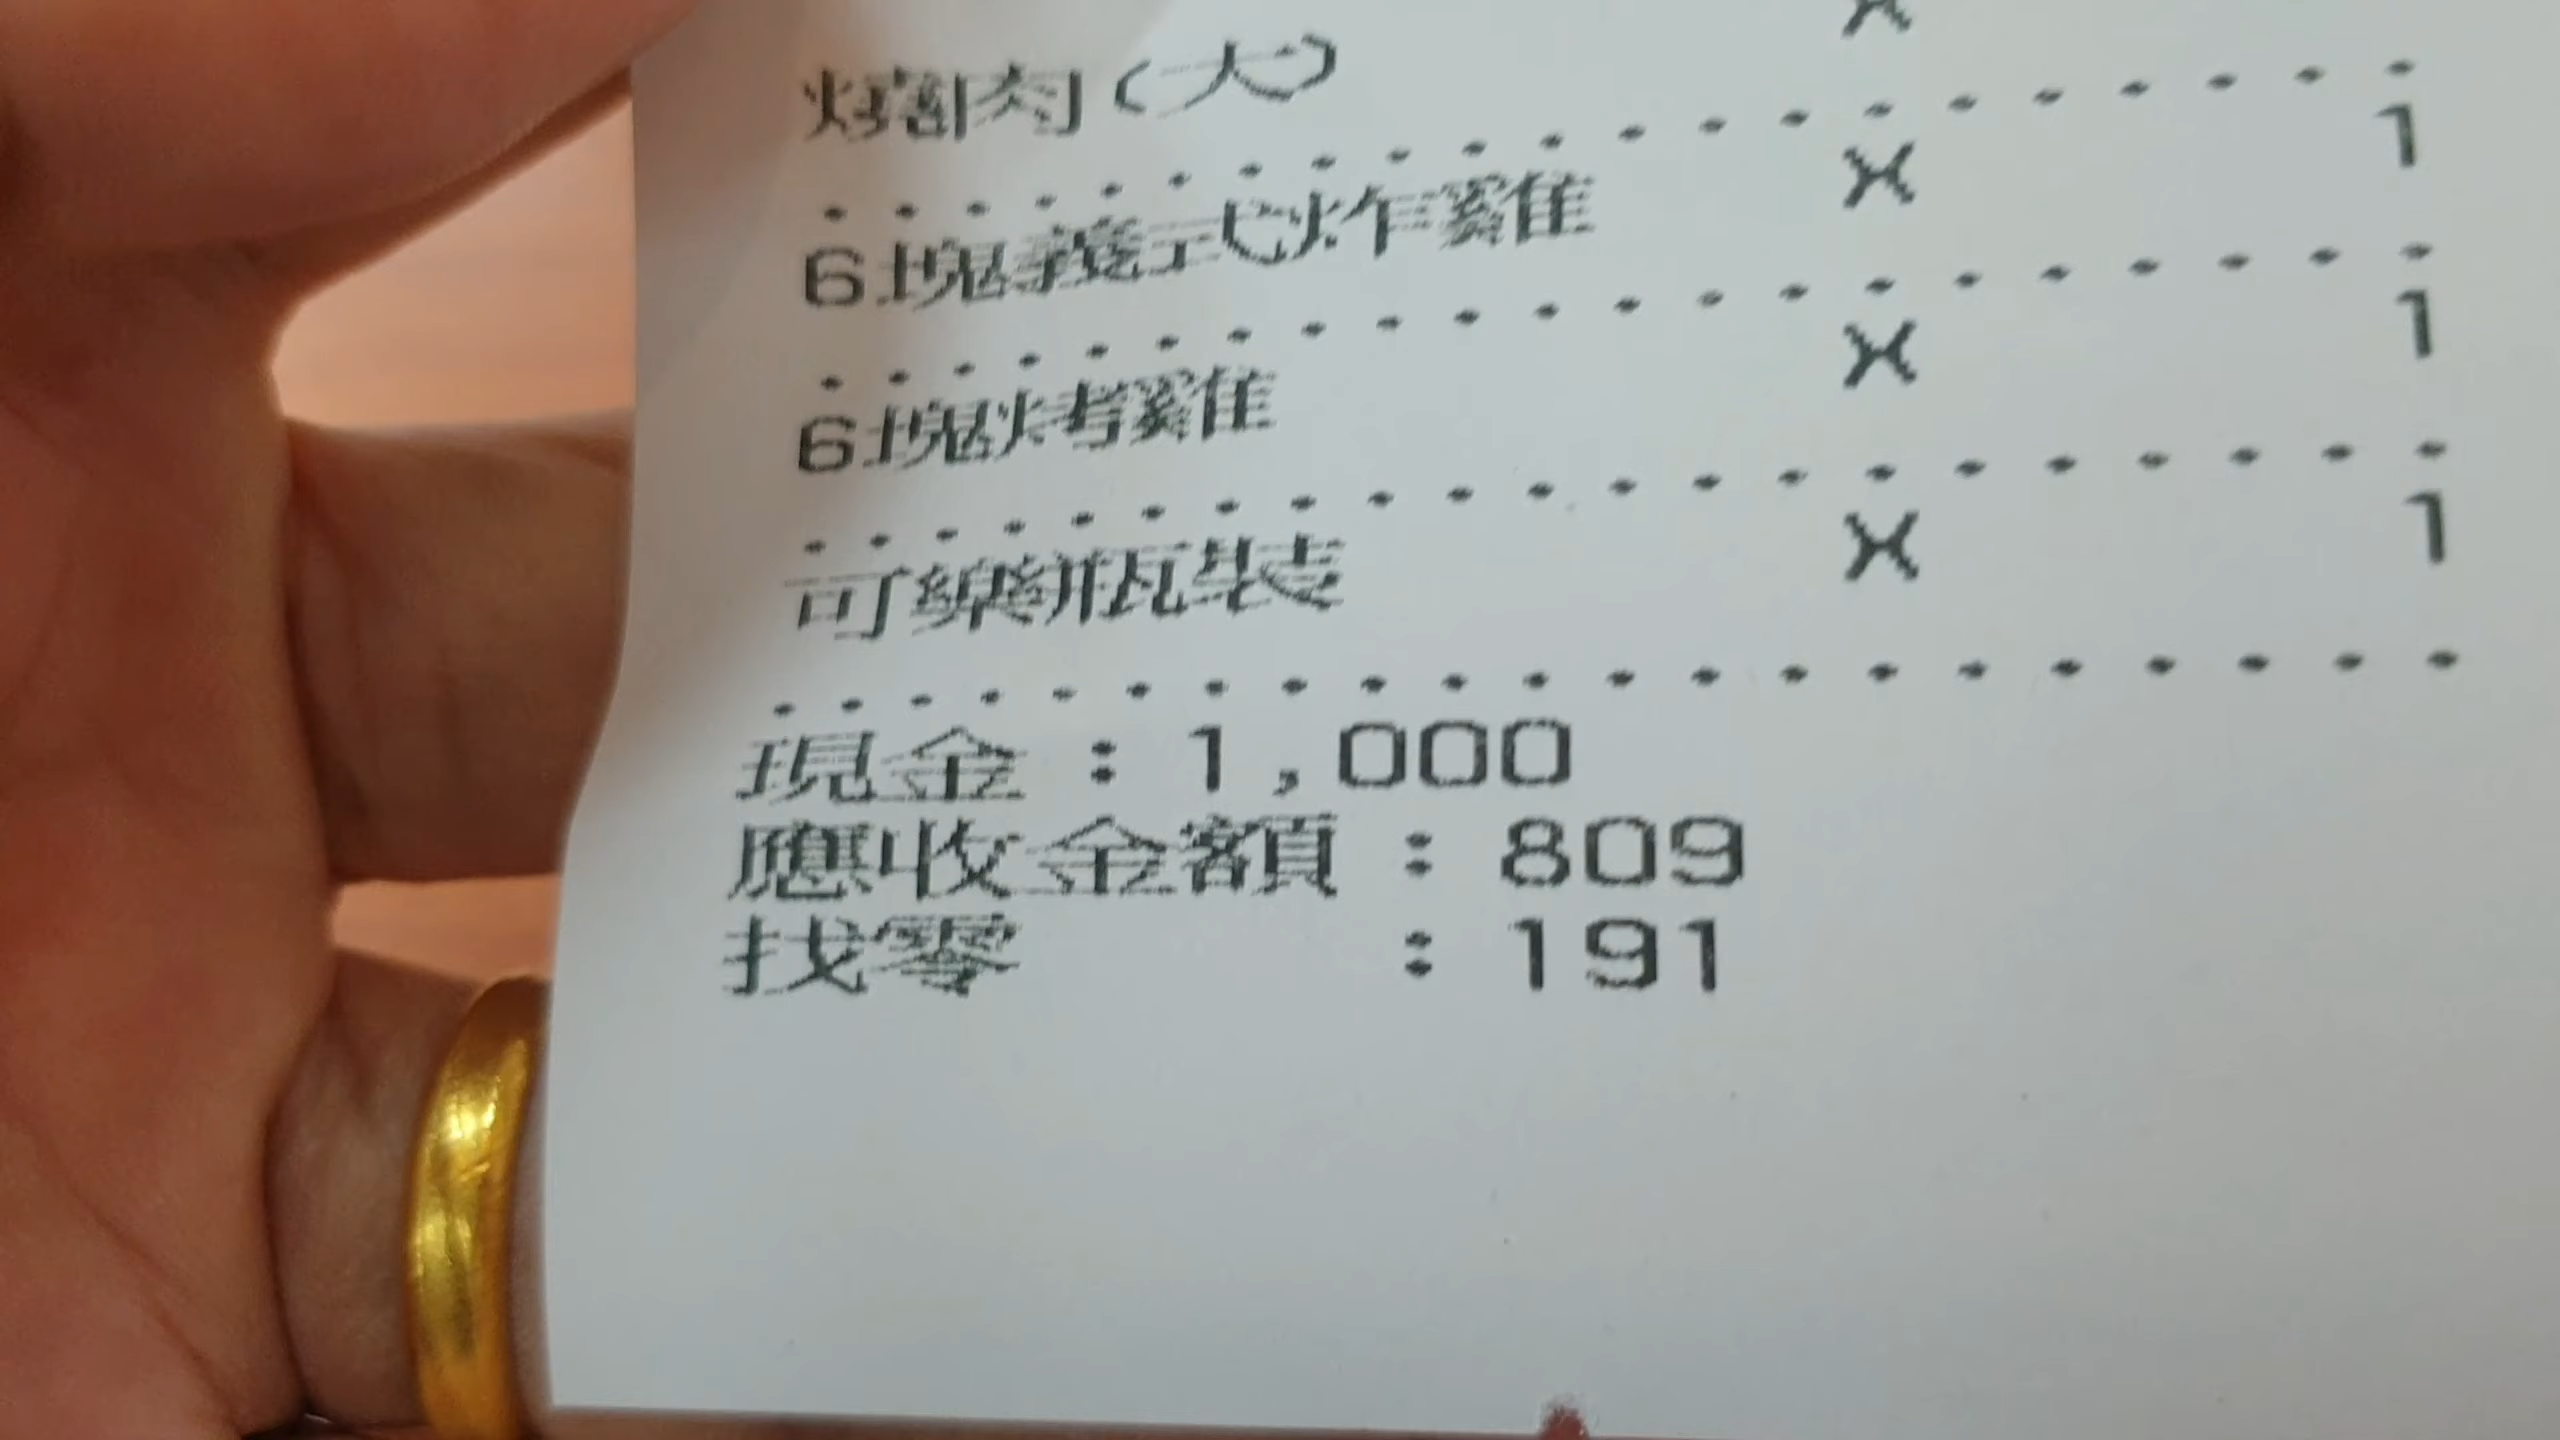 燒肉(大) X
6塊義式炸雞 X 1
6塊烤雞 X 1
可樂瓶裝 X 1
現金:1,000
應收金額:809
找零:191